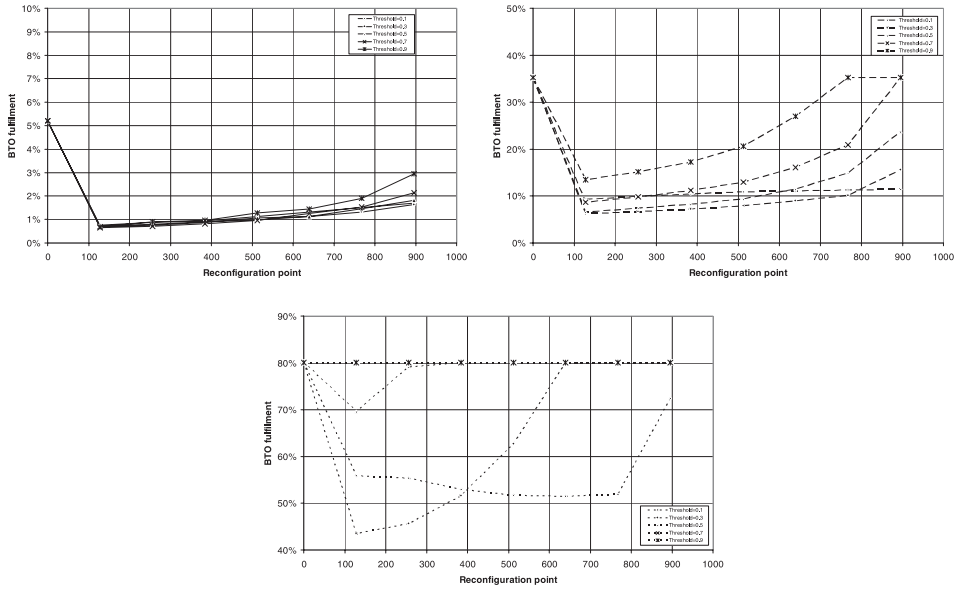 10%
9%
8%
7%
6%
5%
4%
3%
2%
1%
0%
BTO fulfillment
0 100 200 300 400 500 600 700 800 900 1000
Reconfiguration point
Threshold=0.1
Threshold=0.3
Threshold=0.5
Threshold=0.7
Threshold=0.9
50%
40%
30%
20%
10%
0%
BTO fulfillment
0 100 200 300 400 500 600 700 800 900 1000
Reconfiguration point
Threshold=0.1
Threshold=0.3
Threshold=0.5
Threshold=0.7
Threshold=0.9
90%
80%
70%
60%
50%
40%
BTO fulfillment
0 100 200 300 400 500 600 700 800 900 1000
Reconfiguration point
Threshold=0.1
Threshold=0.3
Threshold=0.5
Threshold=0.7
Threshold=0.9